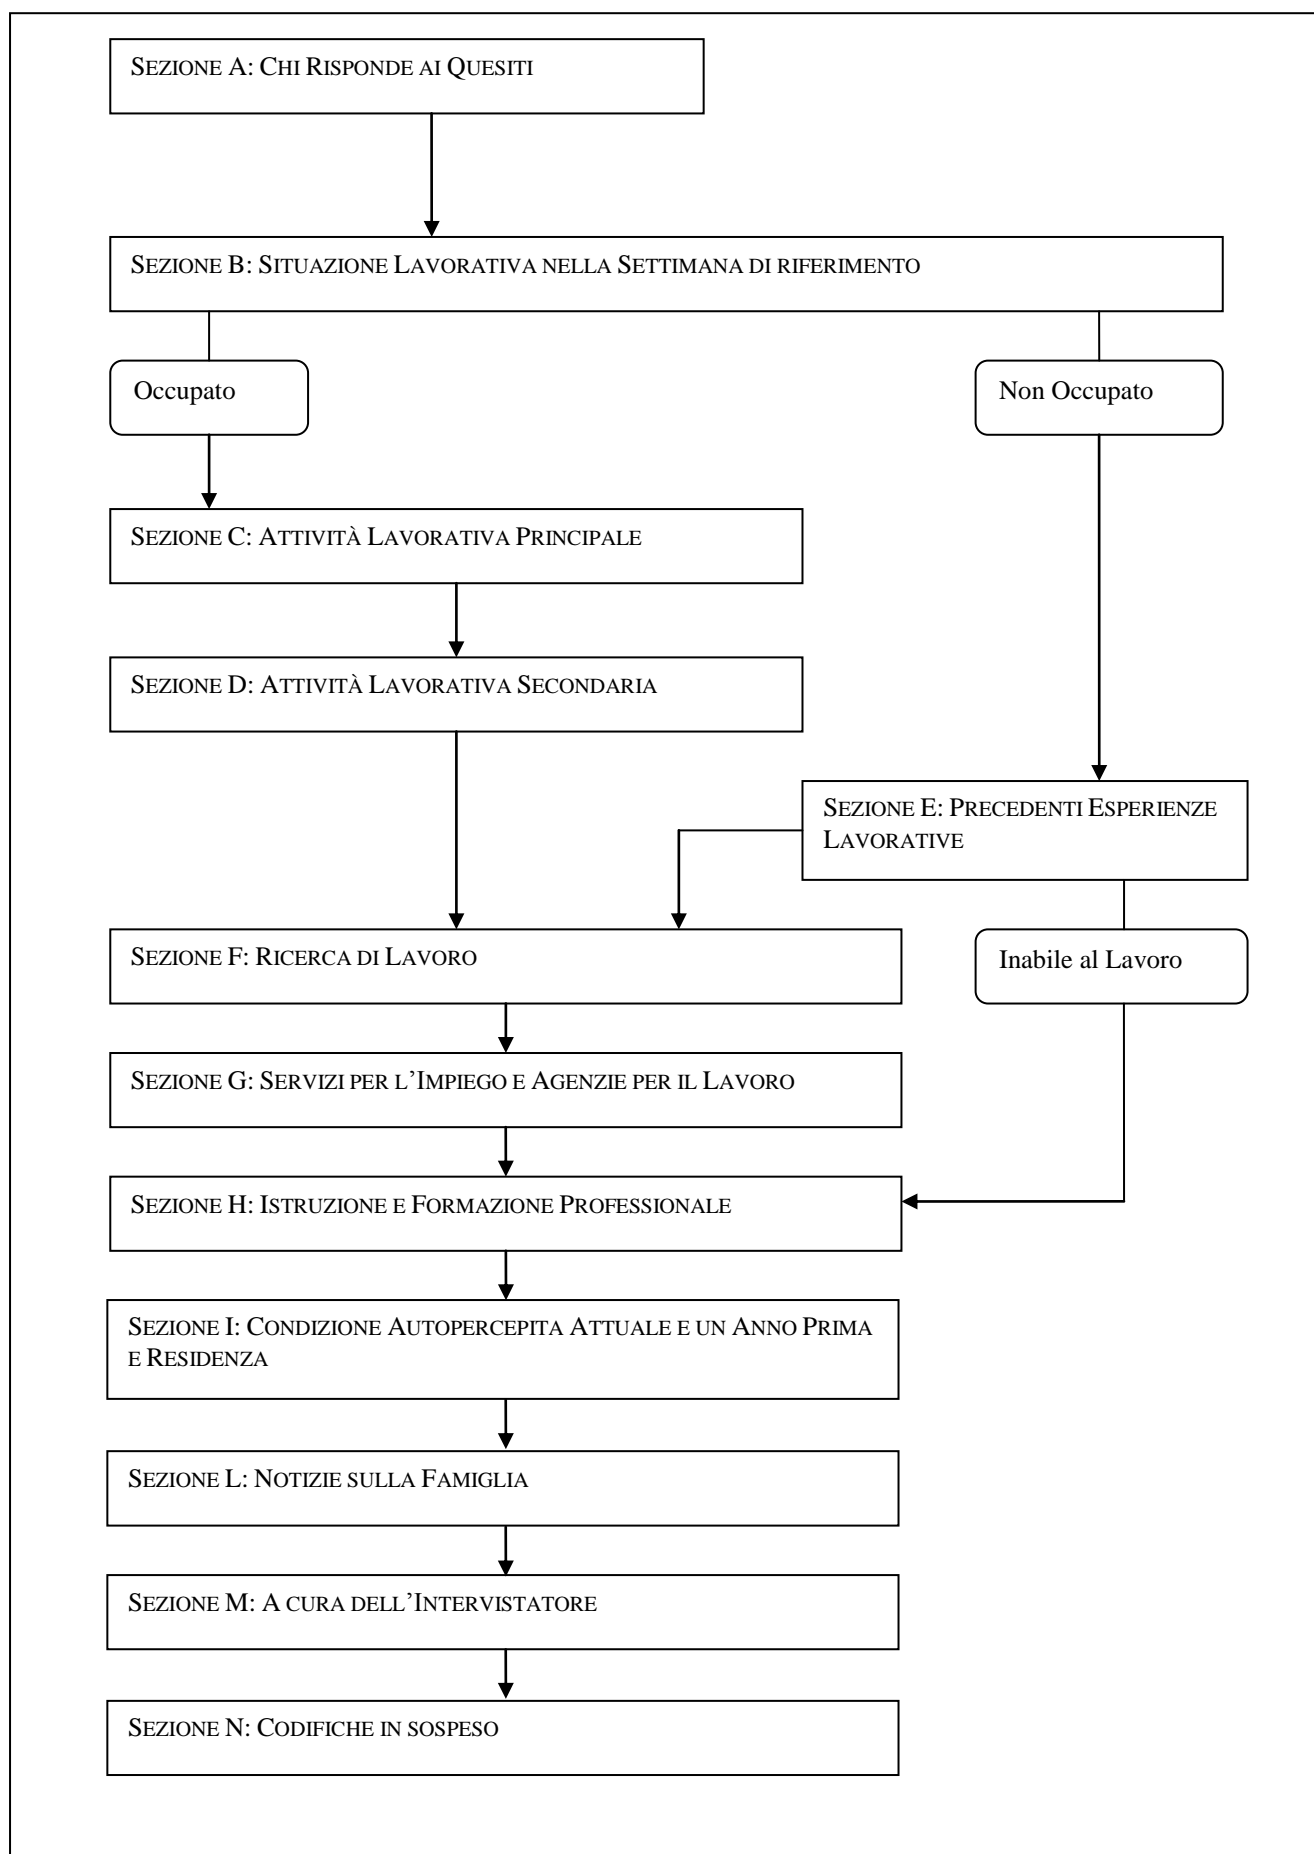 SEZIONE A: CHI RISPONDE AI QUESITI
SEZIONE B: SITUAZIONE LAVORATIVA NELLA SETTIMANA DI RIFERIMENTO
Occupato
Non Occupato
SEZIONE C: ATTIVITÀ LAVORATIVA PRINCIPALE
SEZIONE D: ATTIVITÀ LAVORATIVA SECONDARIA
SEZIONE E: PRECEDENTI ESPERIENZE
LAVORATIVE
SEZIONE F: RICERCA DI LAVORO
Inabile al Lavoro
SEZIONE G: SERVIZI PER L’IMPIEGO E AGENZIE PER IL LAVORO
SEZIONE H: ISTRUZIONE E FORMAZIONE PROFESSIONALE
SEZIONE I: CONDIZIONE AUTOPERCEPITA ATTUALE E UN ANNO PRIMA
E RESIDENZA
SEZIONE L: NOTIZIE SULLA FAMIGLIA
SEZIONE M: A CURA DELL’INTERVISTATORE
SEZIONE N: CODIFICHE IN SOSPESO